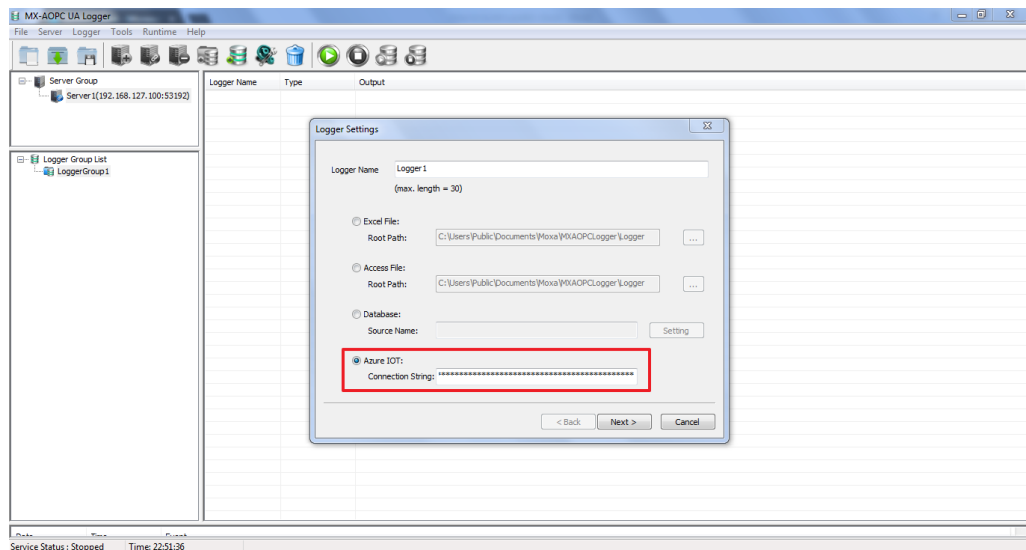 MX-AOPC UA Logger
File Server Logger Tools Runtime Help
Server Group
Server1(192.168.127.100:53192)
Logger Group List
LoggerGroup1
Logger Name Type Output
Logger Settings
Logger Name Logger1
(max. length = 30)
Excel File:
Root Path: C:\Users\Public\Documents\Moxa\MXAOPCLogger\Logger ...
Access File:
Root Path: C:\Users\Public\Documents\Moxa\MXAOPCLogger\Logger ...
Database:
Source Name: Setting
Azure IOT:
Connection String: **********************************************
< Back Next > Cancel
Date Time Event
Service Status : Stopped Time: 22:51:36